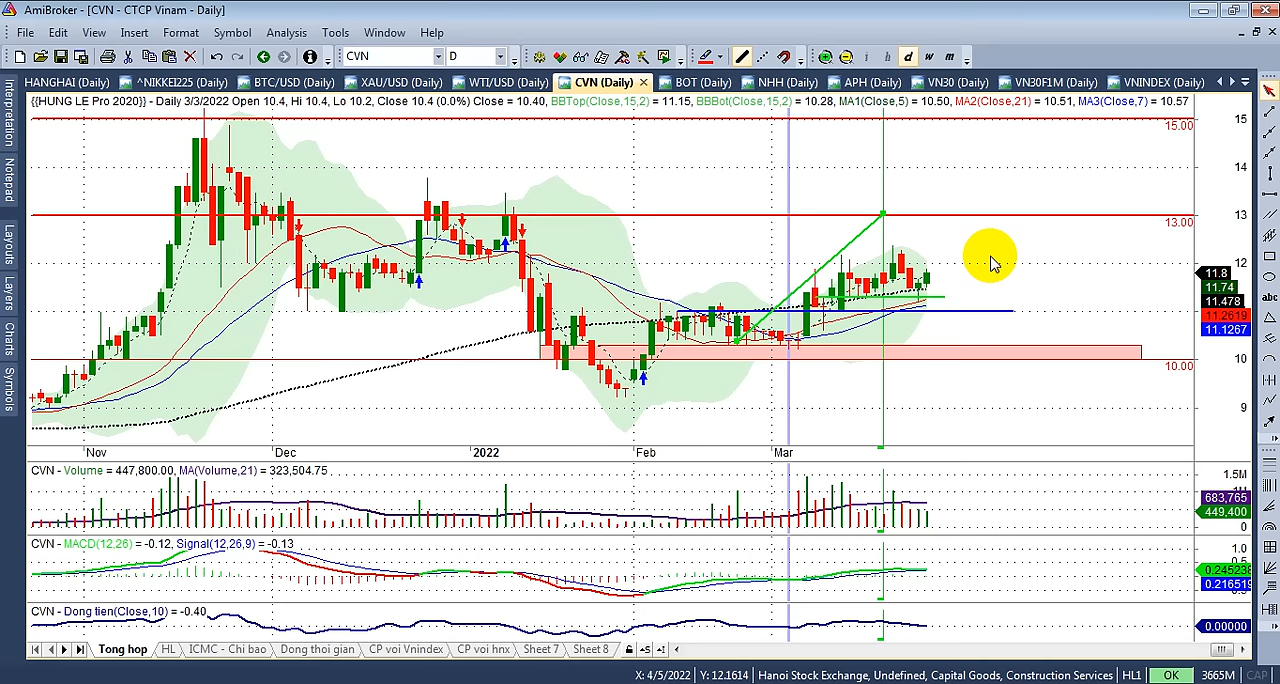 AmiBroker - [CVN - CTCP Vinam - Daily]
File Edit View Insert Format Symbol Analysis Tools Window Help
CVN D i h d w m
HANGHAI (Daily) ^NIKKEI225 (Daily) BTC/USD (Daily) XAU/USD (Daily) WTI/USD (Daily) CVN (Daily) BOT (Daily) NHH (Daily) APH (Daily) VN30 (Daily) VN30F1M (Daily) VNINDEX (Daily)
Interpretation
Notepad
Layouts
Layers
Charts
Symbols
{{HUNG LE Pro 2020}} - Daily 3/3/2022 Open 10.4, Hi 10.4, Lo 10.2, Close 10.4 (0.0%) Close = 10.40, BBTop(Close,15,2) = 11.15, BBBot(Close,15,2) = 10.28, MA1(Close,5) = 10.50, MA2(Close,21) = 10.51, MA3(Close,7) = 10.57
15
15.00
14
13
13.00
12
11.8
11.74
11.478
11.2619
11.1267
10
10.00
9
abc
Nov Dec 2022 Feb Mar
CVN - Volume = 447,800.00, MA(Volume,21) = 323,504.75
1.5M
1M
683,765
449,400
0
CVN - MACD(12,26) = -0.12, Signal(12,26,9) = -0.13
1.0
0.5
0.245238
0.216519
CVN - Dong tien(Close,10) = -0.40
0.00000
Tong hop HL ICMC - Chi bao Dong thoi gian CP voi Vnindex CP voi hnx Sheet 7 Sheet 8
X: 4/5/2022 Y: 12.1614 Hanoi Stock Exchange, Undefined, Capital Goods, Construction Services HL1 OK 3665M CAP